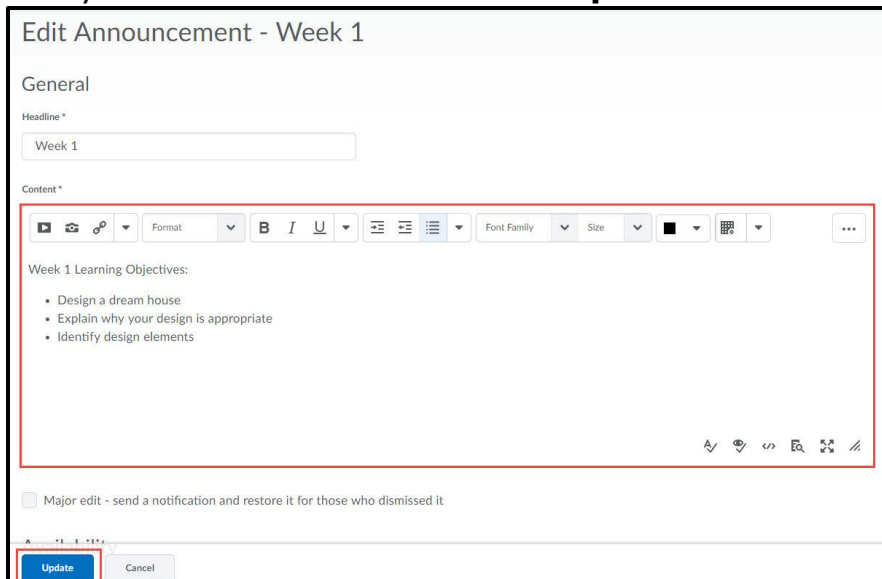 Edit Announcement - Week 1
General
Headline *
Week 1
Content *
Format B I U Font Family Size ...
Week 1 Learning Objectives:
• Design a dream house
• Explain why your design is appropriate
• Identify design elements
Major edit - send a notification and restore it for those who dismissed it
Availability
Update Cancel